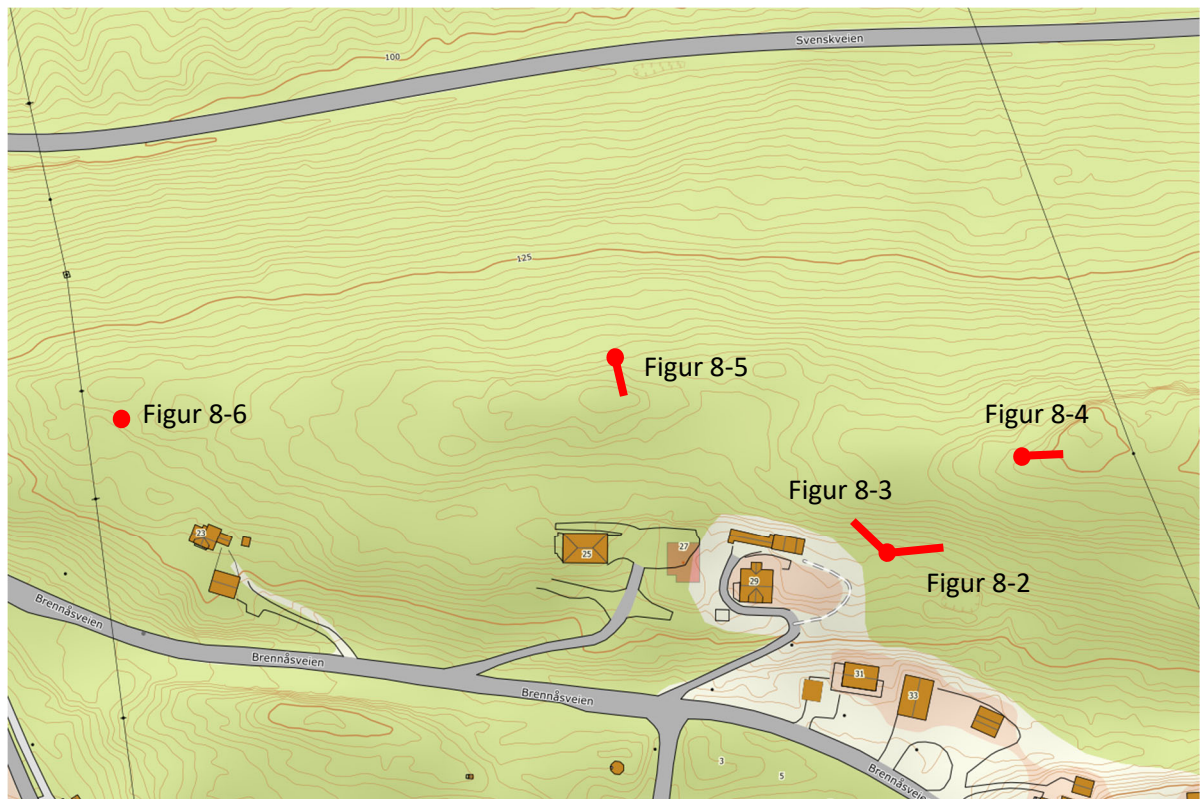 Svenskveien
100
125
Figur 8-5
Figur 8-6
Figur 8-4
Figur 8-3
23
25
27
29
Figur 8-2
Brennåsveien
Brennåsveien
Brennåsveien
31
33
3
5
Brennåsveien